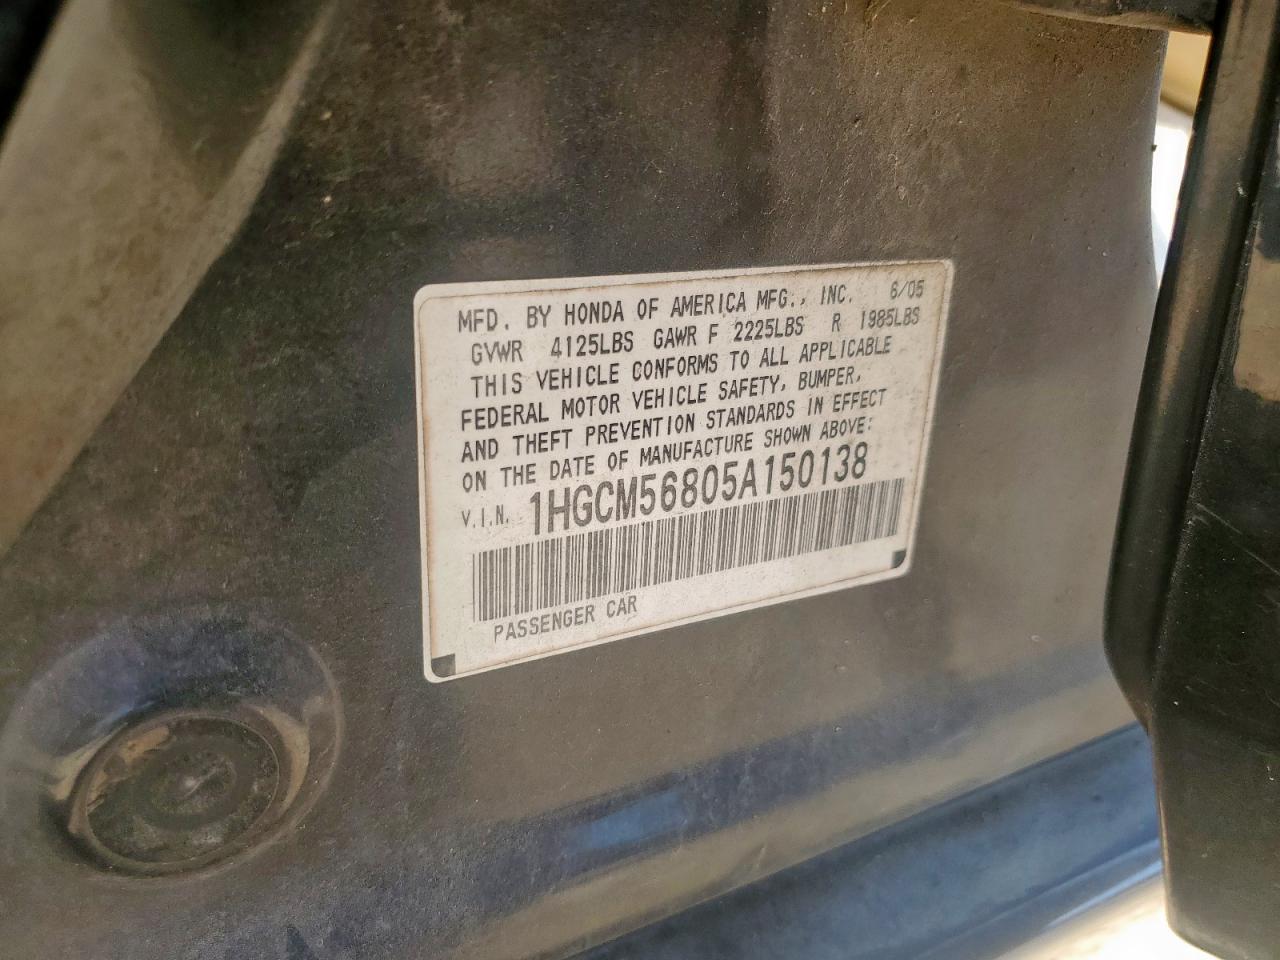 MFD. BY HONDA OF AMERICA MFG., INC. 6/05
GVWR 4125LBS GAWR F 2225LBS R 1985LBS
THIS VEHICLE CONFORMS TO ALL APPLICABLE
FEDERAL MOTOR VEHICLE SAFETY, BUMPER,
AND THEFT PREVENTION STANDARDS IN EFFECT
ON THE DATE OF MANUFACTURE SHOWN ABOVE:
V.I.N. 1HGCM56805A150138
PASSENGER CAR